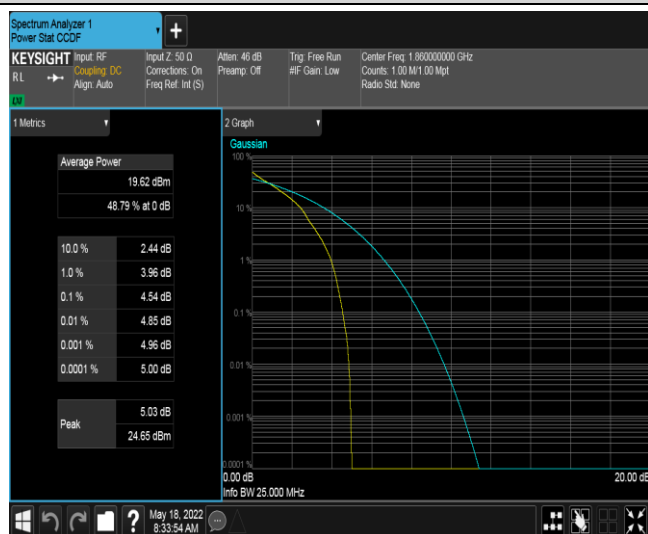 Spectrum Analyzer 1
Power Stat CCDF
+
KEYSIGHT
RL
LXI
Input: RF
Coupling: DC
Align: Auto
Input Z: 50 Ω
Corrections: On
Freq Ref: Int (S)
Atten: 46 dB
Preamp: Off
Trig: Free Run
#IF Gain: Low
Center Freq: 1.860000000 GHz
Counts: 1.00 M/1.00 Mpt
Radio Std: None
1 Metrics
Average Power
19.62 dBm
48.79 % at 0 dB
10.0 % 2.44 dB
1.0 % 3.96 dB
0.1 % 4.54 dB
0.01 % 4.85 dB
0.001 % 4.96 dB
0.0001 % 5.00 dB
Peak
5.03 dB
24.65 dBm
2 Graph
Gaussian
100 %
10 %
1 %
0.1 %
0.01 %
0.001 %
0.0001 %
0.00 dB
20.00 dB
Info BW 25.000 MHz
?
May 18, 2022
8:33:54 AM